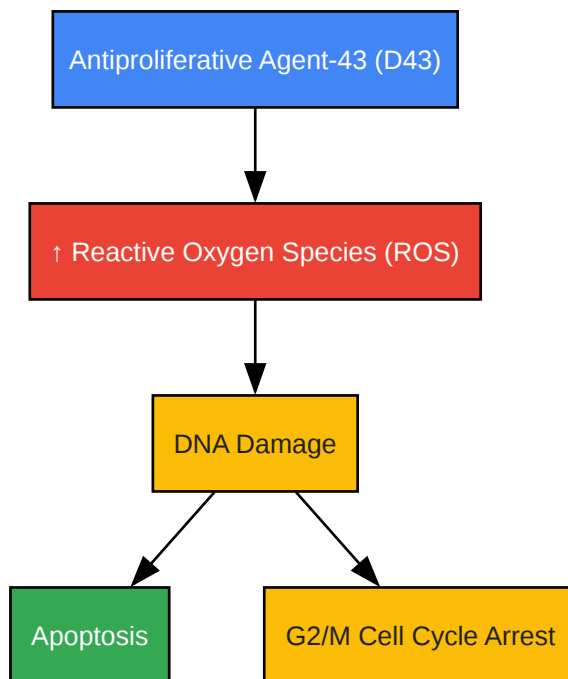 Antiproliferative Agent-43 (D43)
↑ Reactive Oxygen Species (ROS)
DNA Damage
Apoptosis
G2/M Cell Cycle Arrest